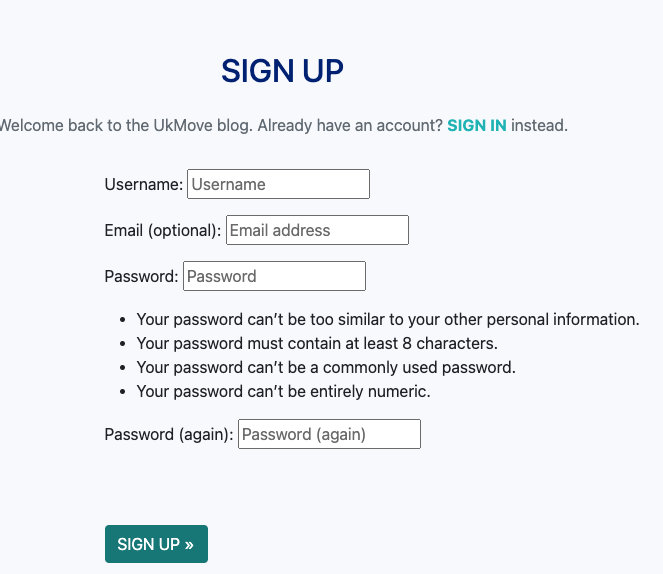 SIGN UP
Welcome back to the UkMove blog. Already have an account? SIGN IN instead.
Username: Username
Email (optional): Email address
Password: Password
• Your password can’t be too similar to your other personal information.
• Your password must contain at least 8 characters.
• Your password can’t be a commonly used password.
• Your password can’t be entirely numeric.
Password (again): Password (again)
SIGN UP »